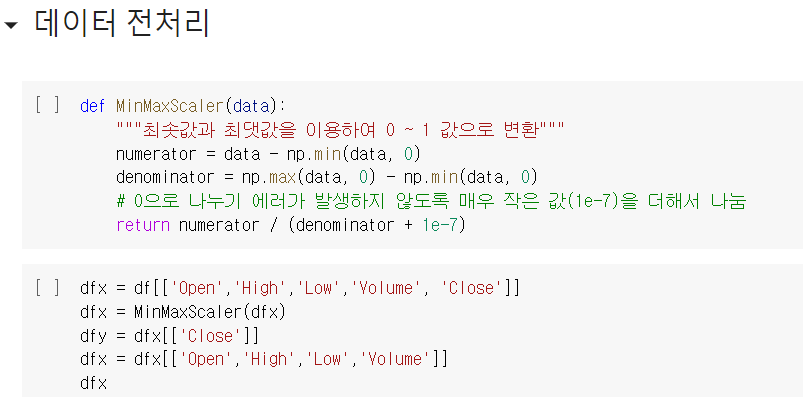 데이터 전처리
[ ] def MinMaxScaler(data):
    """최솟값과 최댓값을 이용하여 0 ~ 1 값으로 변환"""
    numerator = data - np.min(data, 0)
    denominator = np.max(data, 0) - np.min(data, 0)
    # 0으로 나누기 에러가 발생하지 않도록 매우 작은 값(1e-7)을 더해서 나눔
    return numerator / (denominator + 1e-7)
[ ] dfx = df[['Open','High','Low','Volume', 'Close']]
dfx = MinMaxScaler(dfx)
dfy = dfx[['Close']]
dfx = dfx[['Open','High','Low','Volume']]
dfx